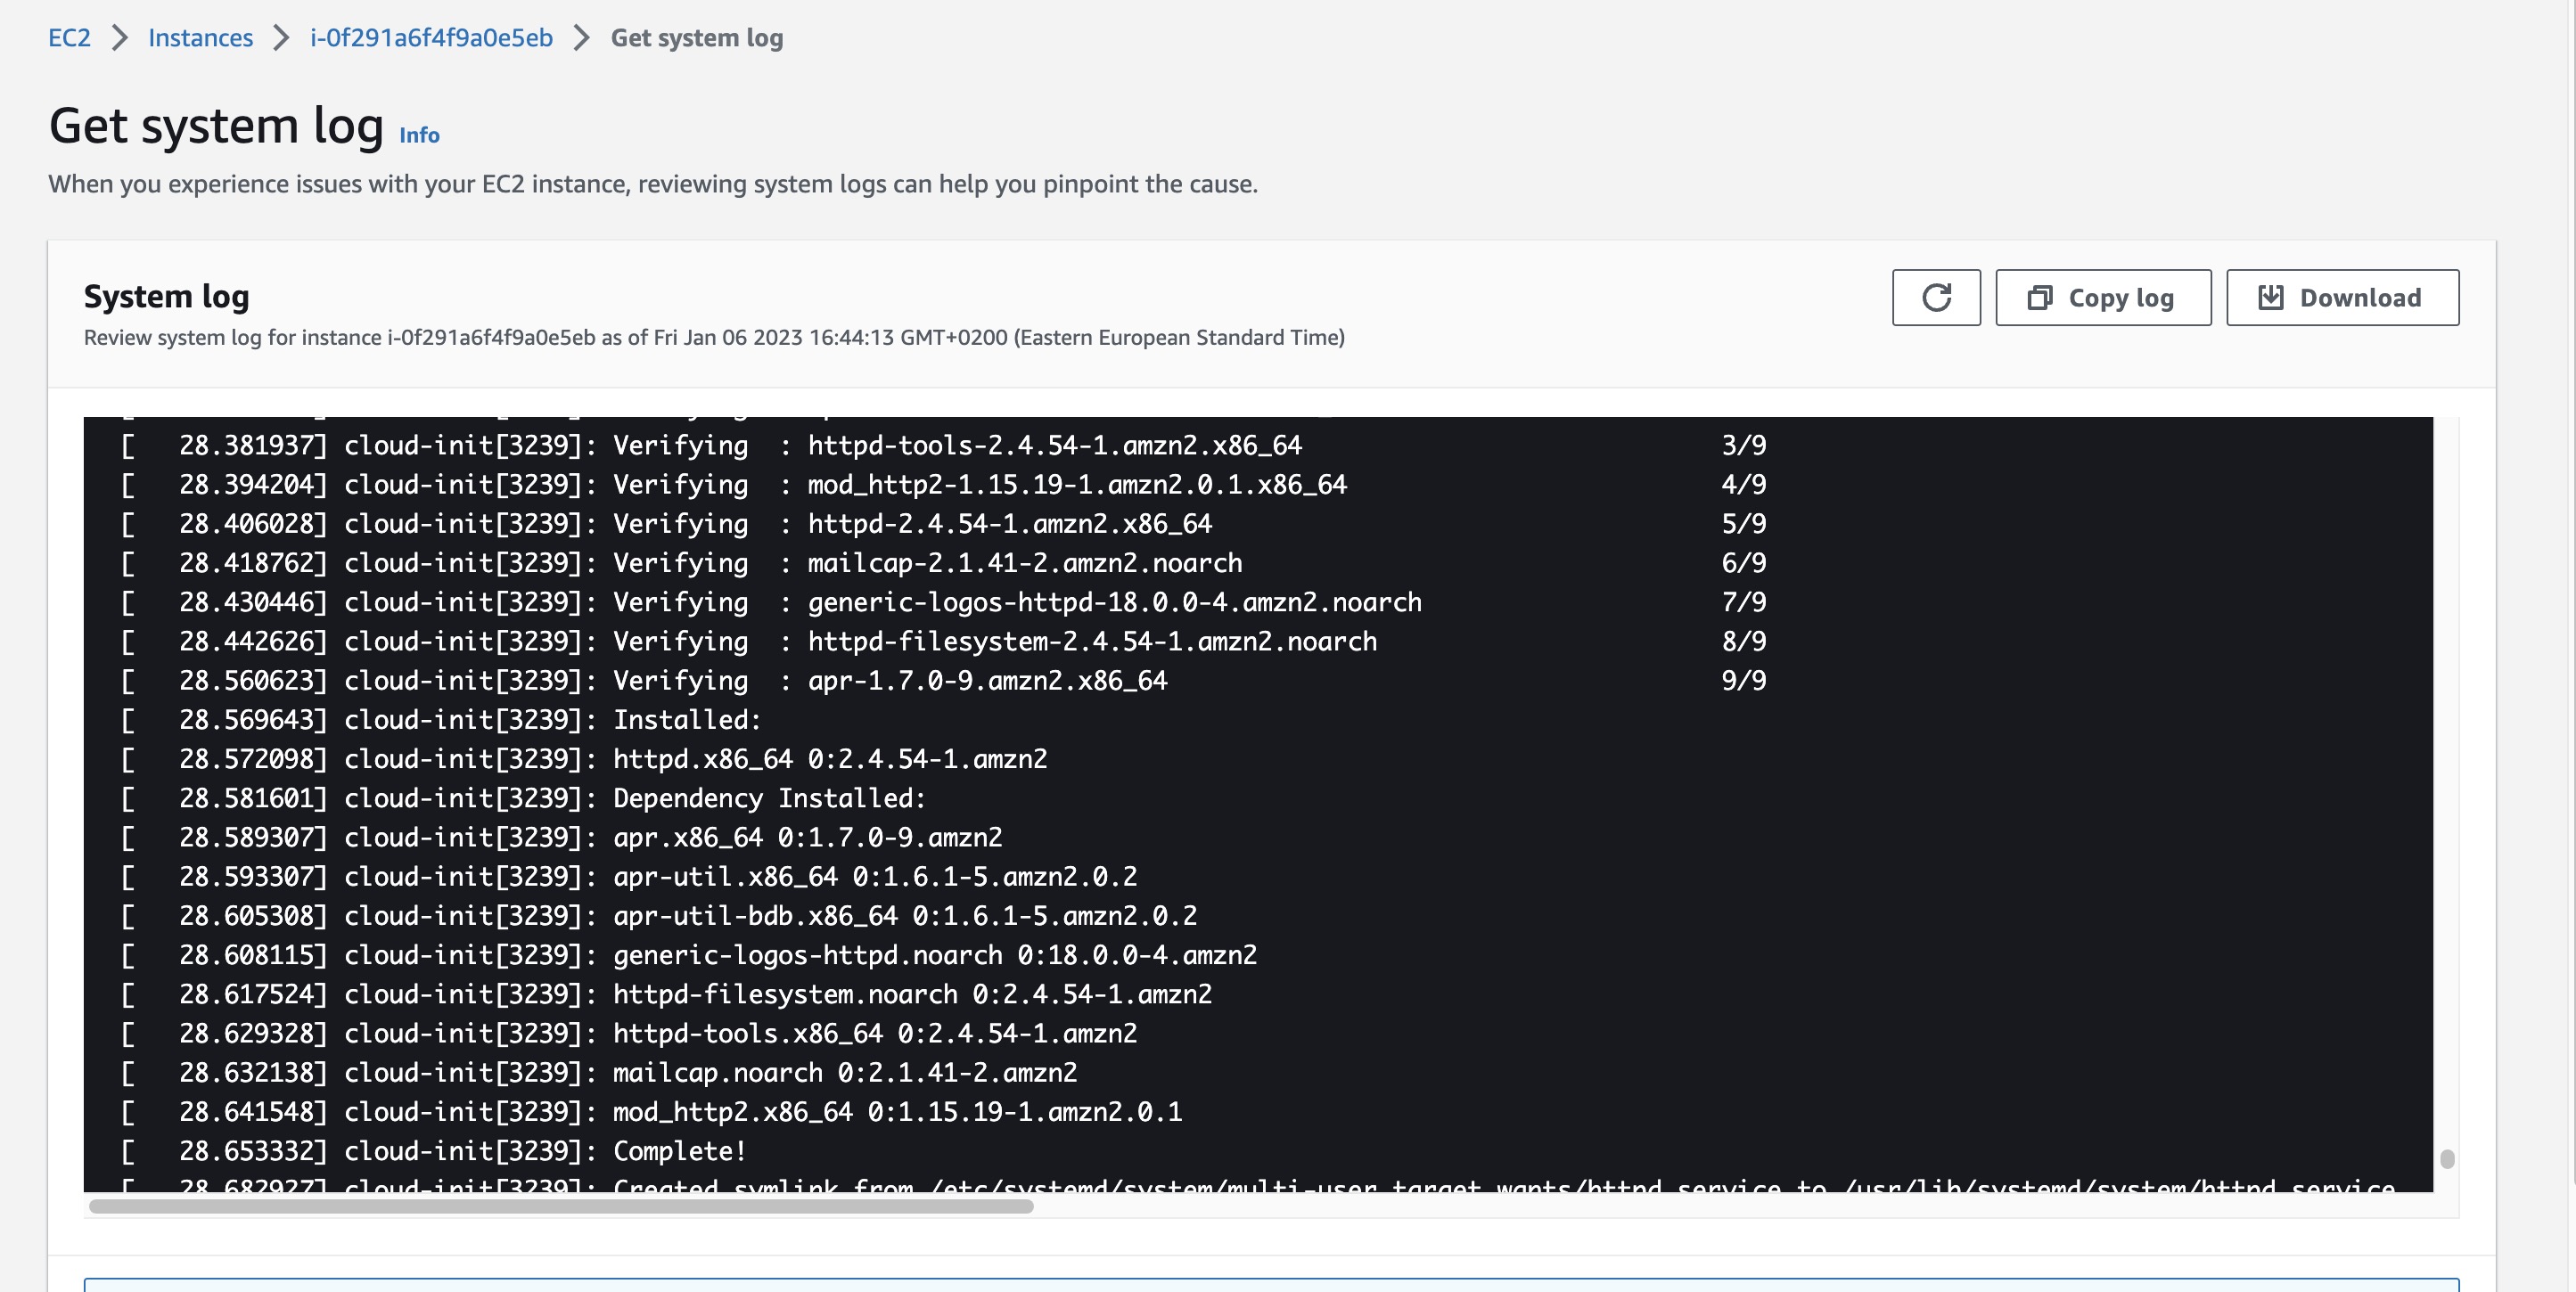 EC2 > Instances > i-0f291a6f4f9a0e5eb > Get system log
Get system log Info
When you experience issues with your EC2 instance, reviewing system logs can help you pinpoint the cause.
System log
Copy log
Download
Review system log for instance i-0f291a6f4f9a0e5eb as of Fri Jan 06 2023 16:44:13 GMT+0200 (Eastern European Standard Time)
[   28.381937] cloud-init[3239]: Verifying  : httpd-tools-2.4.54-1.amzn2.x86_64                            3/9
[   28.394204] cloud-init[3239]: Verifying  : mod_http2-1.15.19-1.amzn2.0.1.x86_64                         4/9
[   28.406028] cloud-init[3239]: Verifying  : httpd-2.4.54-1.amzn2.x86_64                                  5/9
[   28.418762] cloud-init[3239]: Verifying  : mailcap-2.1.41-2.amzn2.noarch                                6/9
[   28.430446] cloud-init[3239]: Verifying  : generic-logos-httpd-18.0.0-4.amzn2.noarch                    7/9
[   28.442626] cloud-init[3239]: Verifying  : httpd-filesystem-2.4.54-1.amzn2.noarch                       8/9
[   28.560623] cloud-init[3239]: Verifying  : apr-1.7.0-9.amzn2.x86_64                                     9/9
[   28.569643] cloud-init[3239]: Installed:
[   28.572098] cloud-init[3239]: httpd.x86_64 0:2.4.54-1.amzn2
[   28.581601] cloud-init[3239]: Dependency Installed:
[   28.589307] cloud-init[3239]: apr.x86_64 0:1.7.0-9.amzn2
[   28.593307] cloud-init[3239]: apr-util.x86_64 0:1.6.1-5.amzn2.0.2
[   28.605308] cloud-init[3239]: apr-util-bdb.x86_64 0:1.6.1-5.amzn2.0.2
[   28.608115] cloud-init[3239]: generic-logos-httpd.noarch 0:18.0.0-4.amzn2
[   28.617524] cloud-init[3239]: httpd-filesystem.noarch 0:2.4.54-1.amzn2
[   28.629328] cloud-init[3239]: httpd-tools.x86_64 0:2.4.54-1.amzn2
[   28.632138] cloud-init[3239]: mailcap.noarch 0:2.1.41-2.amzn2
[   28.641548] cloud-init[3239]: mod_http2.x86_64 0:1.15.19-1.amzn2.0.1
[   28.653332] cloud-init[3239]: Complete!
[   28.682927] cloud-init[3239]: Created symlink from /etc/systemd/system/multi-user.target.wants/httpd.service to /usr/lib/systemd/system/httpd.service